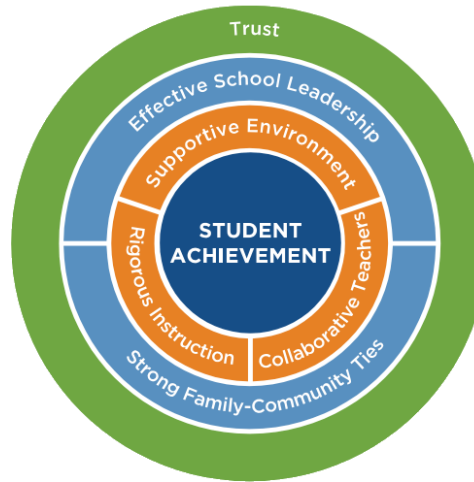 Trust
Effective School Leadership
Supportive Environment
STUDENT
ACHIEVEMENT
Rigorous Instruction
Collaborative Teachers
Strong Family-Community Ties